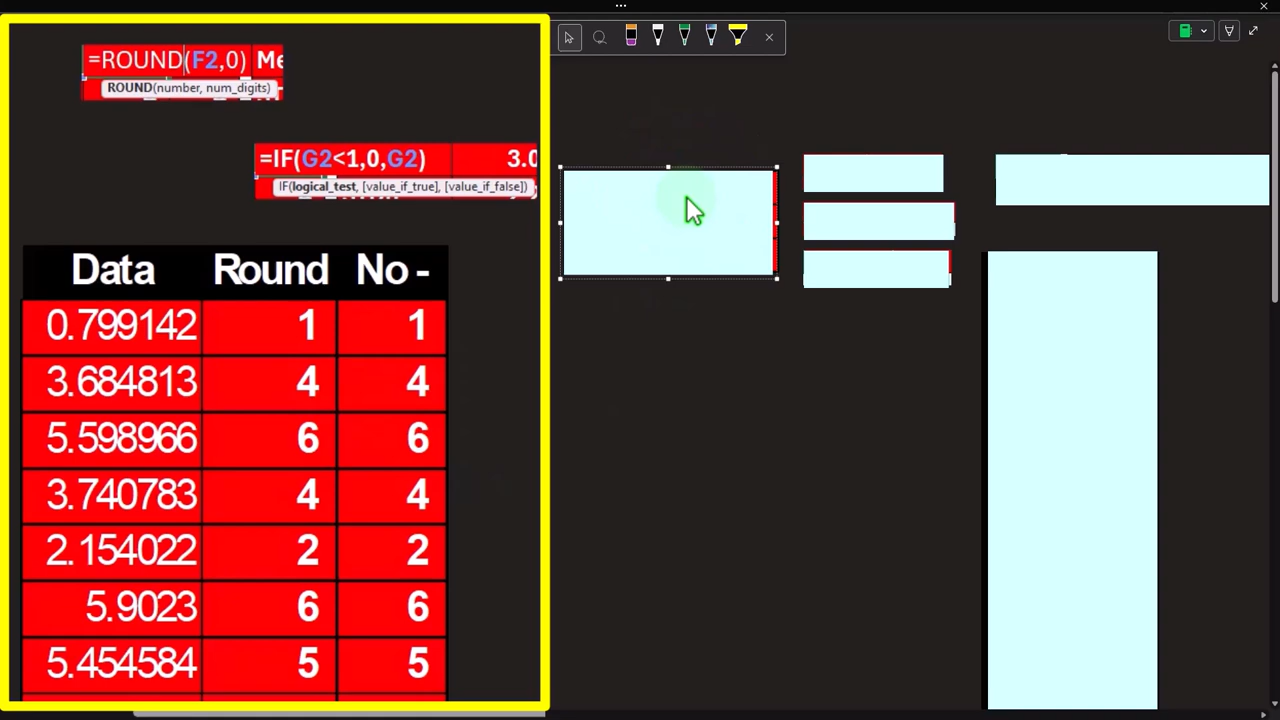 =ROUND(F2,0) Me
ROUND(number, num_digits)
=IF(G2<1,0,G2) 3.0
IF(logical_test, [value_if_true], [value_if_false])
Data Round No -
0.799142 1 1
3.684813 4 4
5.598966 6 6
3.740783 4 4
2.154022 2 2
5.9023 6 6
5.454584 5 5